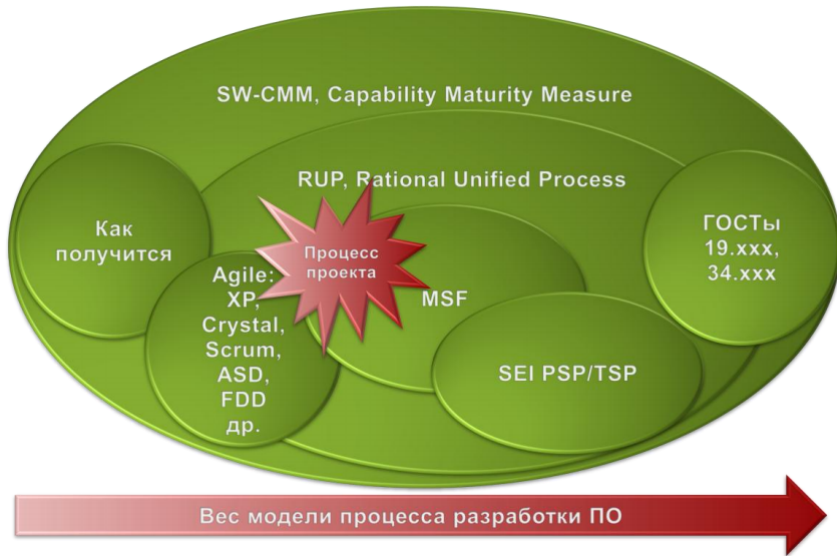 SW-CMM, Capability Maturity Measure
RUP, Rational Unified Process
Как
получится
Процесс
проекта
ГОСТы
19.xxx,
34.xxx
Agile:
XP,
Crystal,
Scrum,
ASD,
FDD
др.
MSF
SEI PSP/TSP
Вес модели процесса разработки ПО